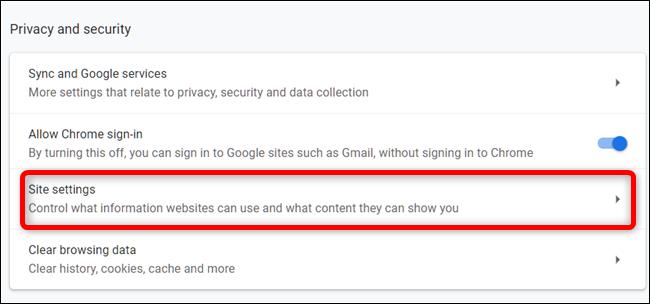 Privacy and security
Sync and Google services
More settings that relate to privacy, security and data collection
Allow Chrome sign-in
By turning this off, you can sign in to Google sites such as Gmail, without signing in to Chrome
Site settings
Control what information websites can use and what content they can show you
Clear browsing data
Clear history, cookies, cache and more